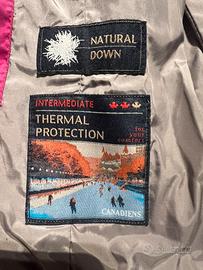 NATURAL
DOWN
INTERMEDIATE
THERMAL
PROTECTION
for
your
comfort
CANADIENS